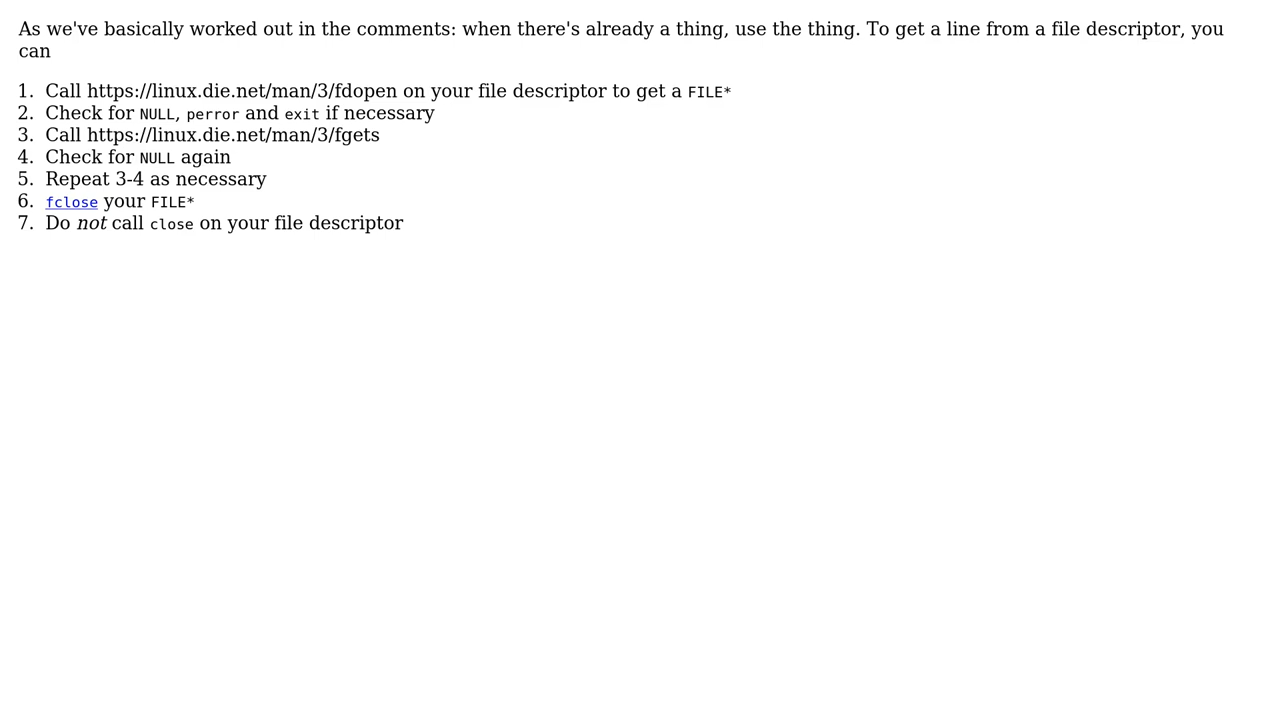 As we've basically worked out in the comments: when there's already a thing, use the thing. To get a line from a file descriptor, you
can
1. Call https://linux.die.net/man/3/fdopen on your file descriptor to get a FILE*
2. Check for NULL, perror and exit if necessary
3. Call https://linux.die.net/man/3/fgets
4. Check for NULL again
5. Repeat 3-4 as necessary
6. fclose your FILE*
7. Do not call close on your file descriptor